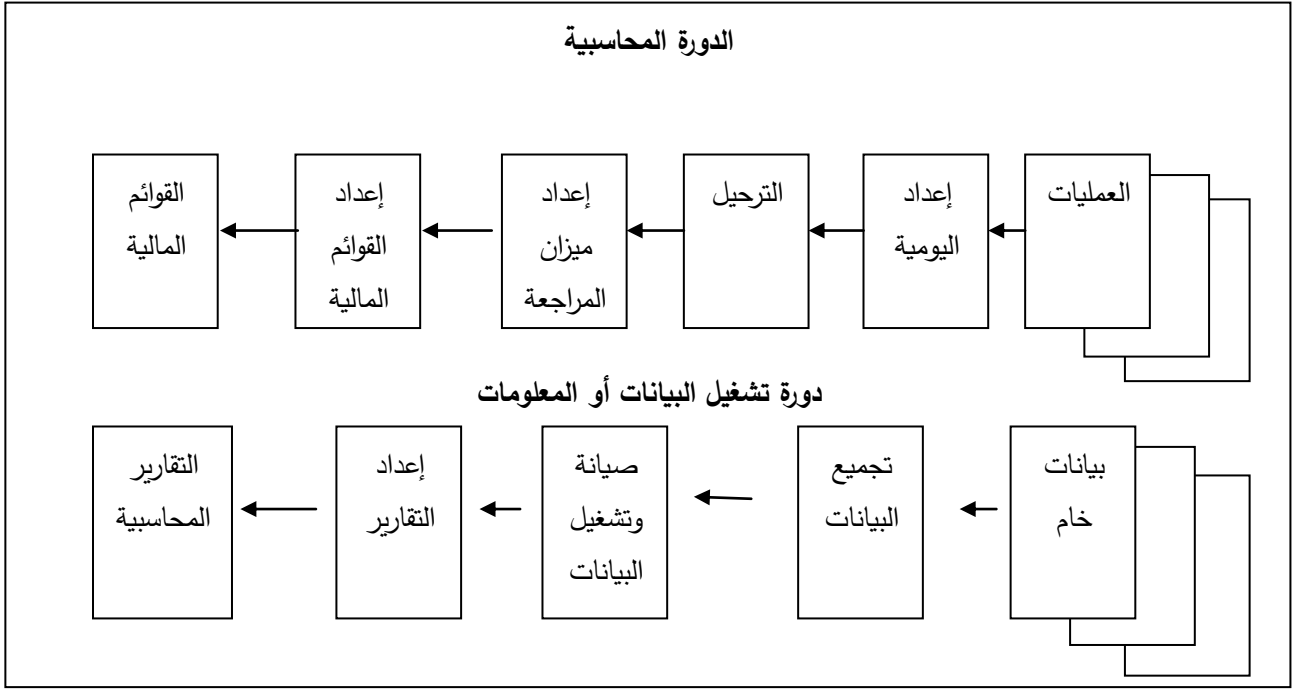 الدورة المحاسبية
العمليات
إعداد
اليومية
الترحيل
إعداد
ميزان
المراجعة
إعداد
القوائم
المالية
القوائم
المالية
دورة تشغيل البيانات أو المعلومات
بيانات
خام
تجميع
البيانات
صيانة
وتشغيل
البيانات
إعداد
التقارير
التقارير
المحاسبية